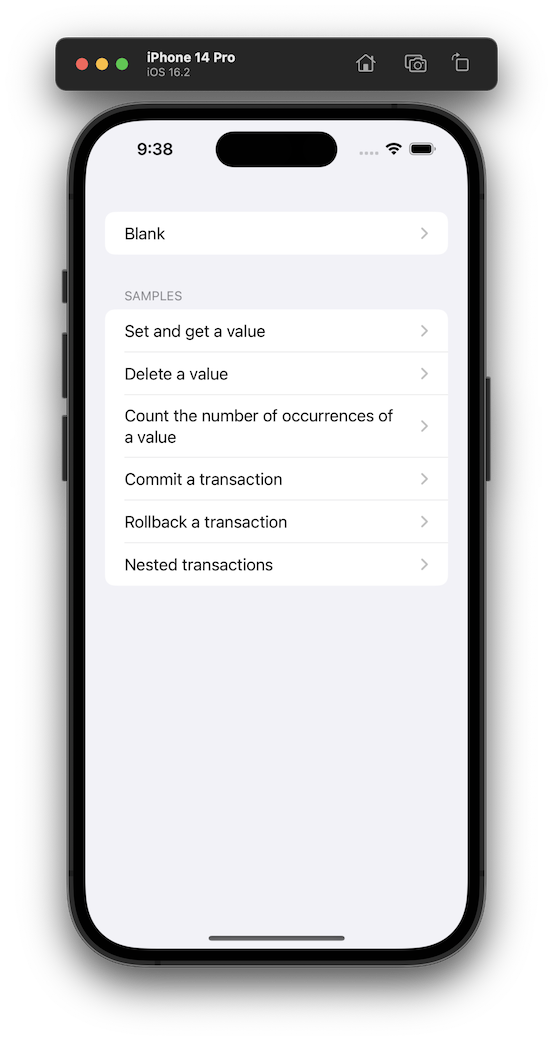 iPhone 14 Pro
iOS 16.2
9:38
Blank
SAMPLES
Set and get a value
Delete a value
Count the number of occurrences of
a value
Commit a transaction
Rollback a transaction
Nested transactions